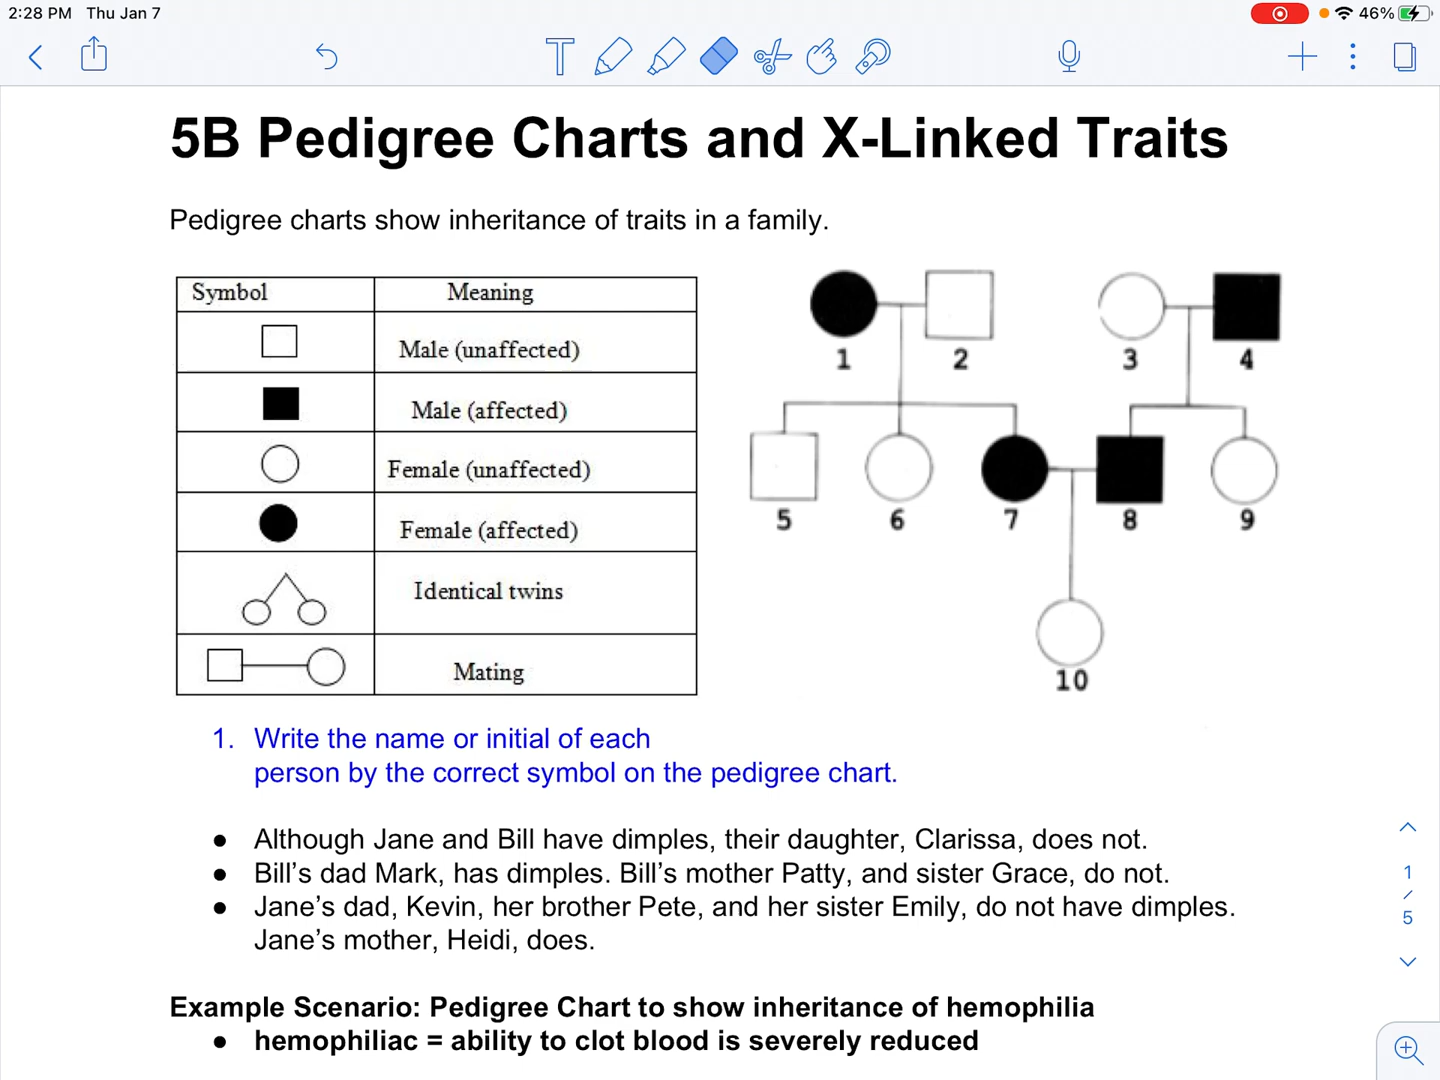 2:28 PM Thu Jan 7
46%
5B Pedigree Charts and X-Linked Traits
Pedigree charts show inheritance of traits in a family.
Symbol Meaning
Male (unaffected)
Male (affected)
Female (unaffected)
Female (affected)
Identical twins
Mating
1 2 3 4
5 6 7 8 9
10
1. Write the name or initial of each
person by the correct symbol on the pedigree chart.
● Although Jane and Bill have dimples, their daughter, Clarissa, does not.
● Bill’s dad Mark, has dimples. Bill’s mother Patty, and sister Grace, do not.
● Jane’s dad, Kevin, her brother Pete, and her sister Emily, do not have dimples.
Jane’s mother, Heidi, does.
1
/
5
Example Scenario: Pedigree Chart to show inheritance of hemophilia
● hemophiliac = ability to clot blood is severely reduced